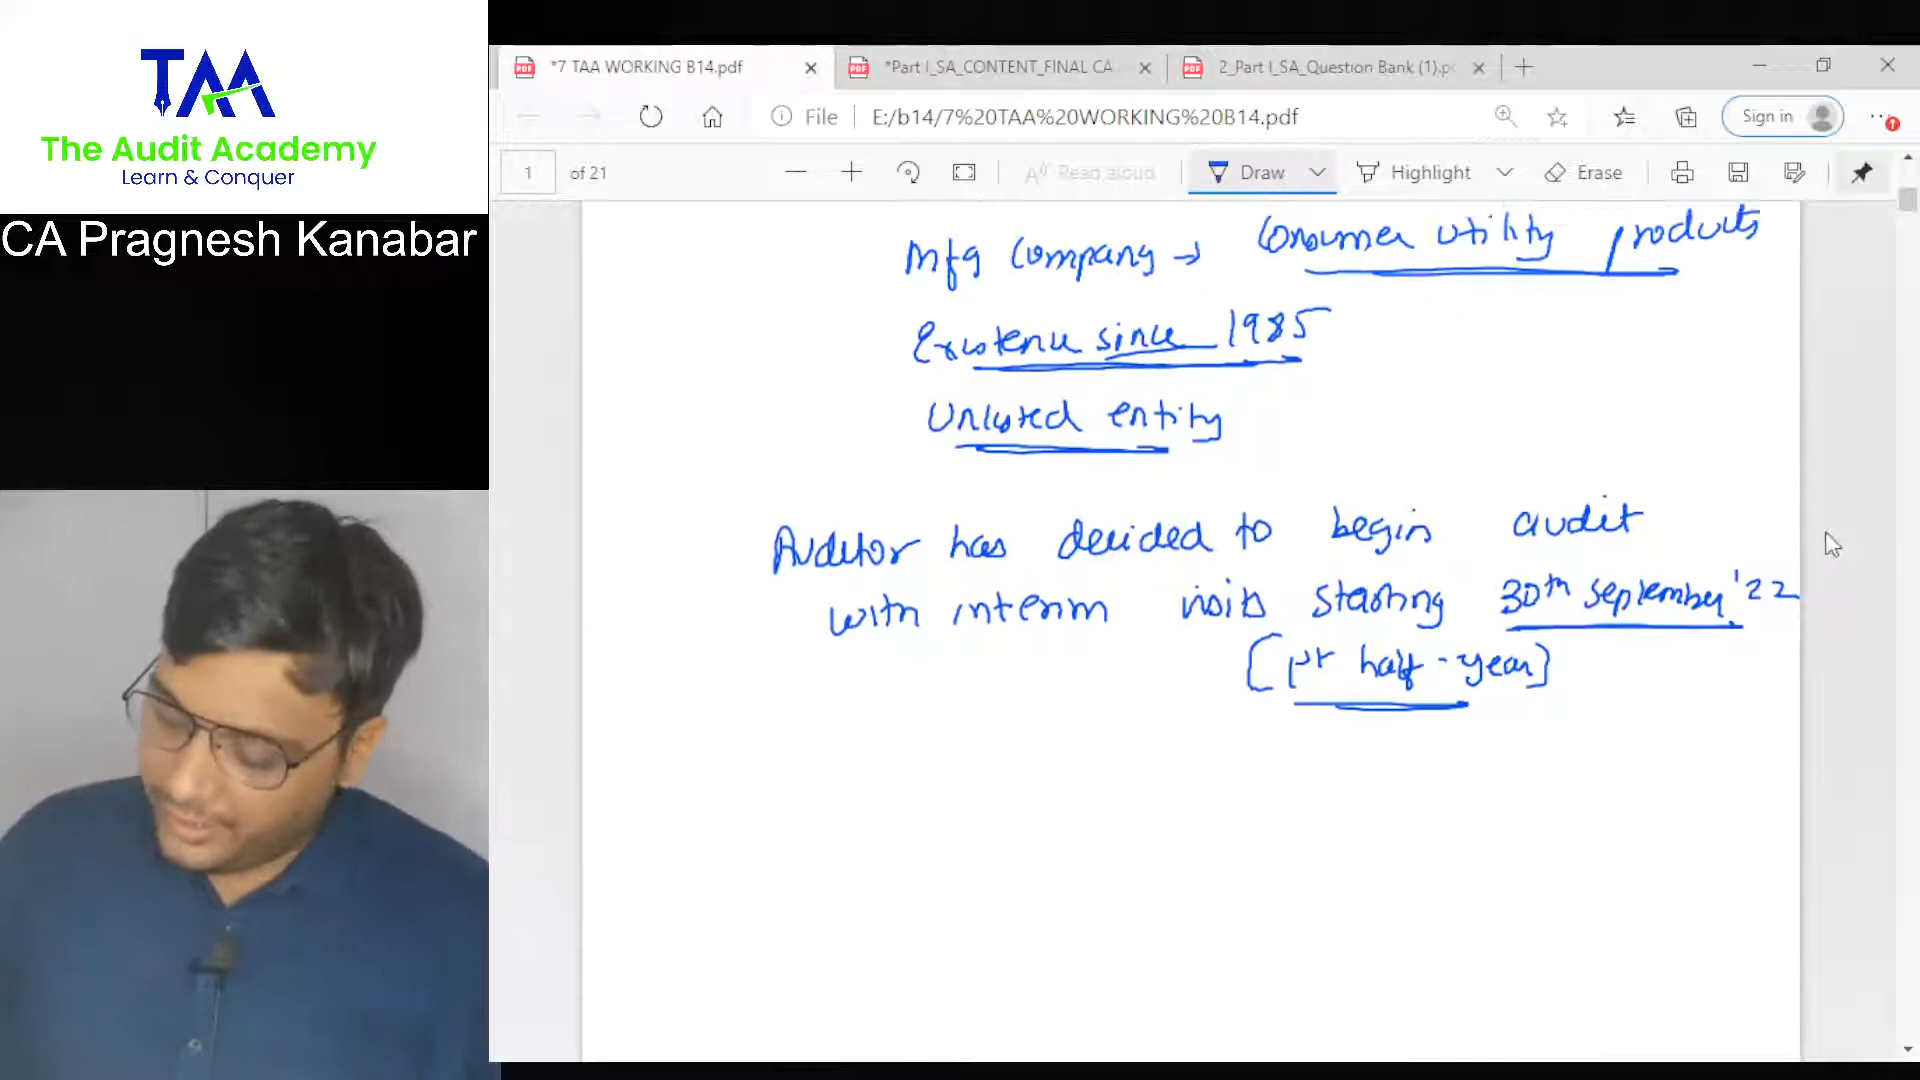 TAA
The Audit Academy
Learn & Conquer
CA Pragnesh Kanabar
*7 TAA WORKING B14.pdf
*Part I_SA_CONTENT_FINAL CA
2_Part I_SA_Question Bank (1).p
File E:/b14/7%20TAA%20WORKING%20B14.pdf
Sign in
1 of 21
Read aloud
Draw
Highlight
Erase
Mfg Company → Consumer utility products
Existence since 1985
Unlisted entity
Auditor has decided to begin audit
with interim visits starting 30th September '22
[1st half-year]